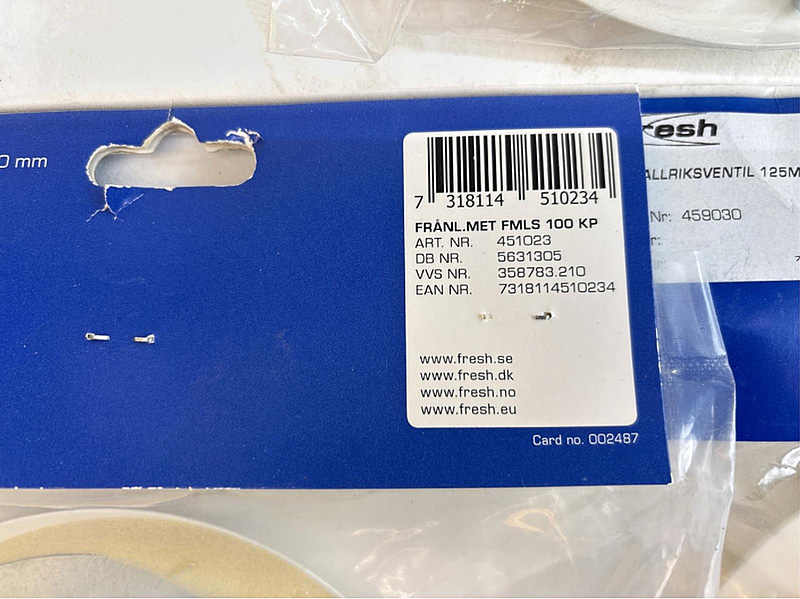 0 mm
7 318114 510234
FRÅNL.MET FMLS 100 KP
ART. NR. 451023
DB NR. 5631305
VVS NR. 358783.210
EAN NR. 7318114510234
www.fresh.se
www.fresh.dk
www.fresh.no
www.fresh.eu
Card no. 002487
fresh
ALLRIKSVENTIL 125M
Nr: 459030
r: